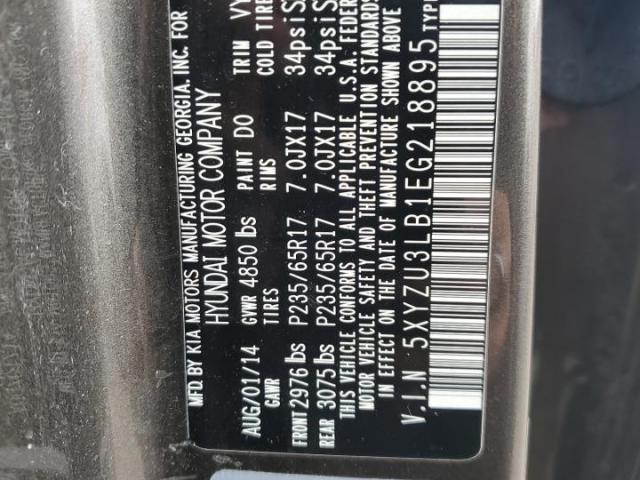 MFD BY KIA MOTORS MANUFACTURING GEORGIA, INC. FOR
HYUNDAI MOTOR COMPANY
AUG/01/14 GVWR 4850 lbs PAINT DO TRIM VY
GAWR TIRES RIMS COLD TIRE
FRONT 2976 lbs P235/65R17 7.0JX17 34psi
REAR 3075 lbs P235/65R17 7.0JX17 34psi
THIS VEHICLE CONFORMS TO ALL APPLICABLE U.S.A. FEDER
MOTOR VEHICLE SAFETY AND THEFT PREVENTION STANDARDS
IN EFFECT ON THE DATE OF MANUFACTURE SHOWN ABOVE
V.I.N 5XYZU3LB1EG218895 TYPE